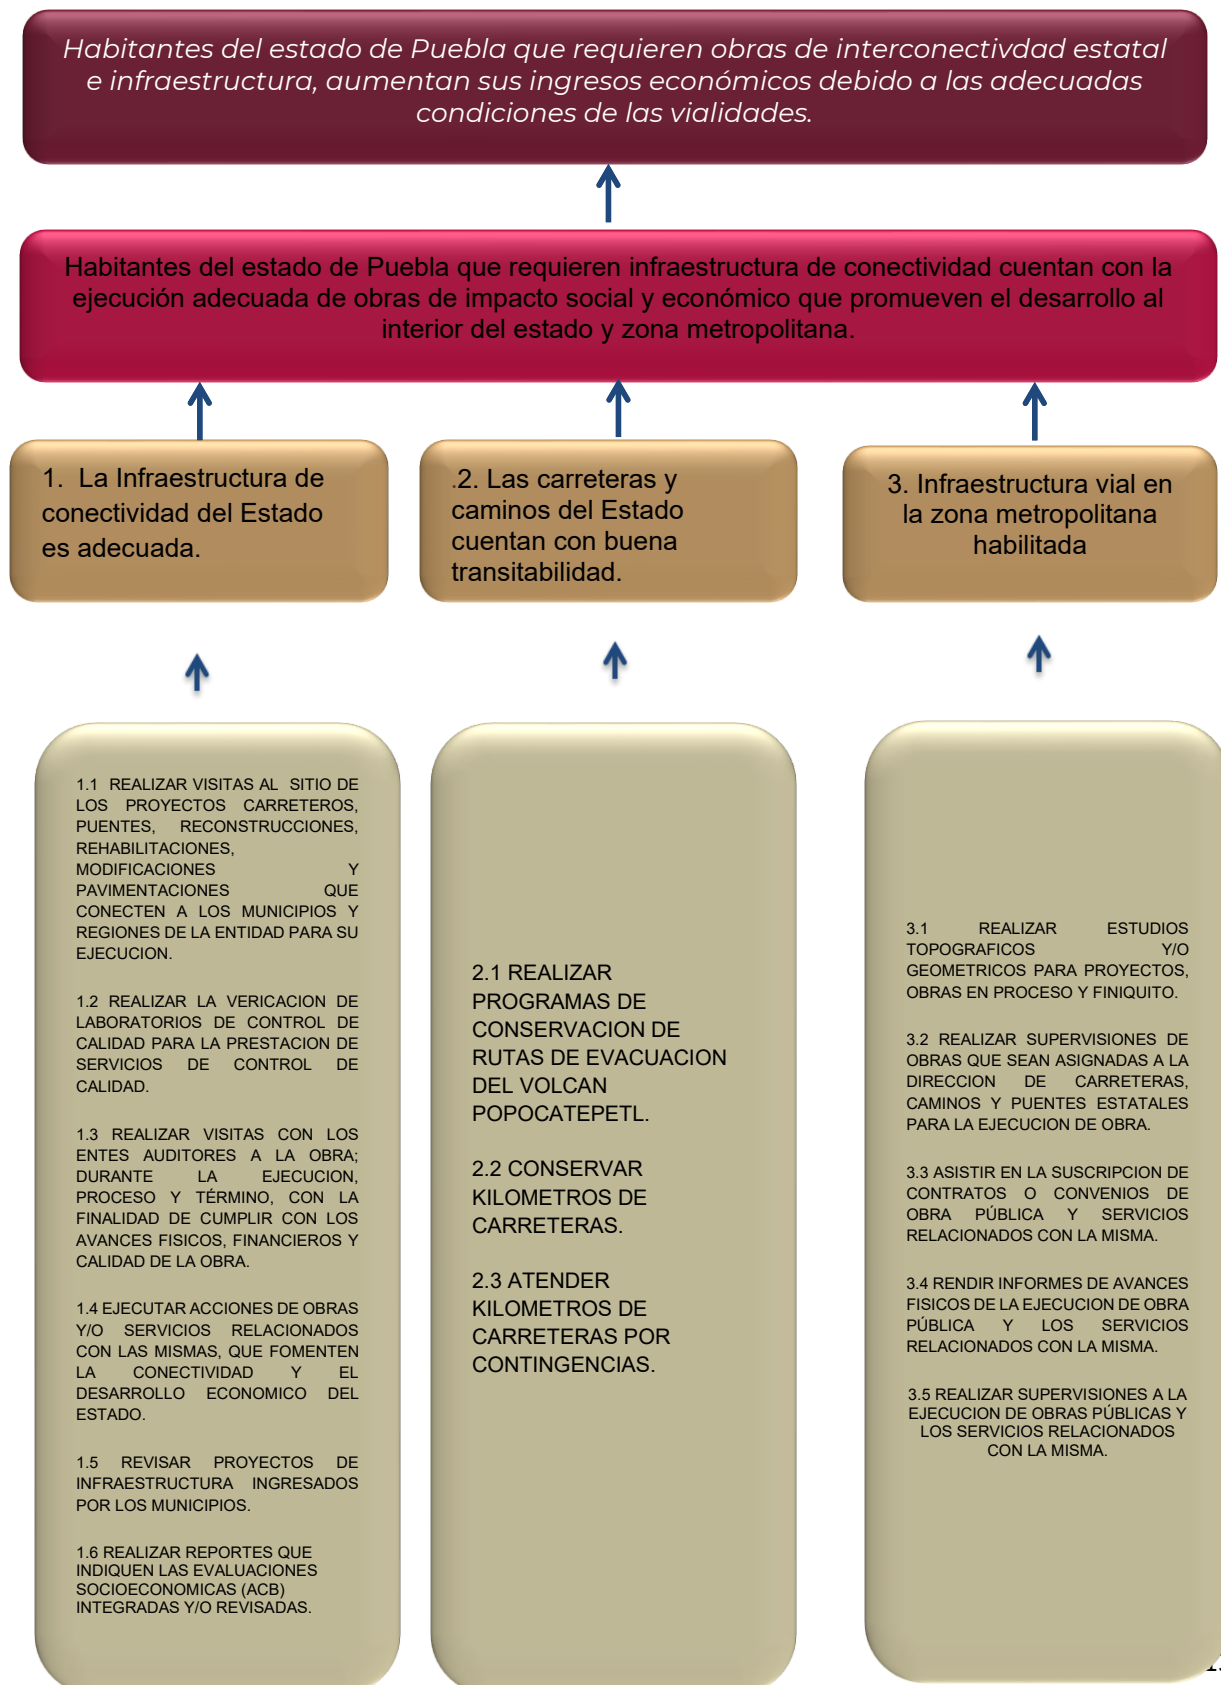 Habitantes del estado de Puebla que requieren obras de interconectivdad estatal
e infraestructura, aumentan sus ingresos económicos debido a las adecuadas
condiciones de las vialidades.
Habitantes del estado de Puebla que requieren infraestructura de conectividad cuentan con la
ejecución adecuada de obras de impacto social y económico que promueven el desarrollo al
interior del estado y zona metropolitana.
1. La Infraestructura de
conectividad del Estado
es adecuada.
.2. Las carreteras y
caminos del Estado
cuentan con buena
transitabilidad.
3. Infraestructura vial en
la zona metropolitana
habilitada
1.1 REALIZAR VISITAS AL SITIO DE
LOS PROYECTOS CARRETEROS,
PUENTES, RECONSTRUCCIONES,
REHABILITACIONES,
MODIFICACIONES Y
PAVIMENTACIONES QUE
CONECTEN A LOS MUNICIPIOS Y
REGIONES DE LA ENTIDAD PARA SU
EJECUCION.
1.2 REALIZAR LA VERICACION DE
LABORATORIOS DE CONTROL DE
CALIDAD PARA LA PRESTACION DE
SERVICIOS DE CONTROL DE
CALIDAD.
1.3 REALIZAR VISITAS CON LOS
ENTES AUDITORES A LA OBRA;
DURANTE LA EJECUCION,
PROCESO Y TÉRMINO, CON LA
FINALIDAD DE CUMPLIR CON LOS
AVANCES FISICOS, FINANCIEROS Y
CALIDAD DE LA OBRA.
1.4 EJECUTAR ACCIONES DE OBRAS
Y/O SERVICIOS RELACIONADOS
CON LAS MISMAS, QUE FOMENTEN
LA CONECTIVIDAD Y EL
DESARROLLO ECONOMICO DEL
ESTADO.
1.5 REVISAR PROYECTOS DE
INFRAESTRUCTURA INGRESADOS
POR LOS MUNICIPIOS.
1.6 REALIZAR REPORTES QUE
INDIQUEN LAS EVALUACIONES
SOCIOECONOMICAS (ACB)
INTEGRADAS Y/O REVISADAS.
2.1 REALIZAR
PROGRAMAS DE
CONSERVACION DE
RUTAS DE EVACUACION
DEL VOLCAN
POPOCATEPETL.
2.2 CONSERVAR
KILOMETROS DE
CARRETERAS.
2.3 ATENDER
KILOMETROS DE
CARRETERAS POR
CONTINGENCIAS.
3.1 REALIZAR ESTUDIOS
TOPOGRAFICOS Y/O
GEOMETRICOS PARA PROYECTOS,
OBRAS EN PROCESO Y FINIQUITO.
3.2 REALIZAR SUPERVISIONES DE
OBRAS QUE SEAN ASIGNADAS A LA
DIRECCION DE CARRETERAS,
CAMINOS Y PUENTES ESTATALES
PARA LA EJECUCION DE OBRA.
3.3 ASISTIR EN LA SUSCRIPCION DE
CONTRATOS O CONVENIOS DE
OBRA PÚBLICA Y SERVICIOS
RELACIONADOS CON LA MISMA.
3.4 RENDIR INFORMES DE AVANCES
FISICOS DE LA EJECUCION DE OBRA
PÚBLICA Y LOS SERVICIOS
RELACIONADOS CON LA MISMA.
3.5 REALIZAR SUPERVISIONES A LA
EJECUCION DE OBRAS PÚBLICAS Y
LOS SERVICIOS RELACIONADOS
CON LA MISMA.